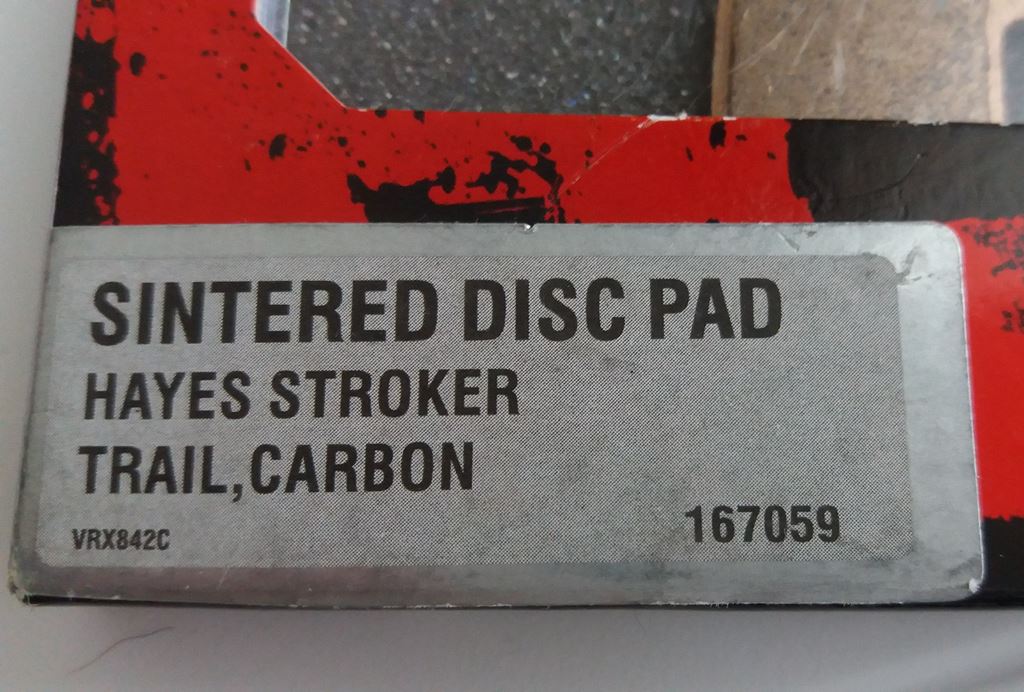 SINTERED DISC PAD
HAYES STROKER
TRAIL,CARBON
VRX842C
167059